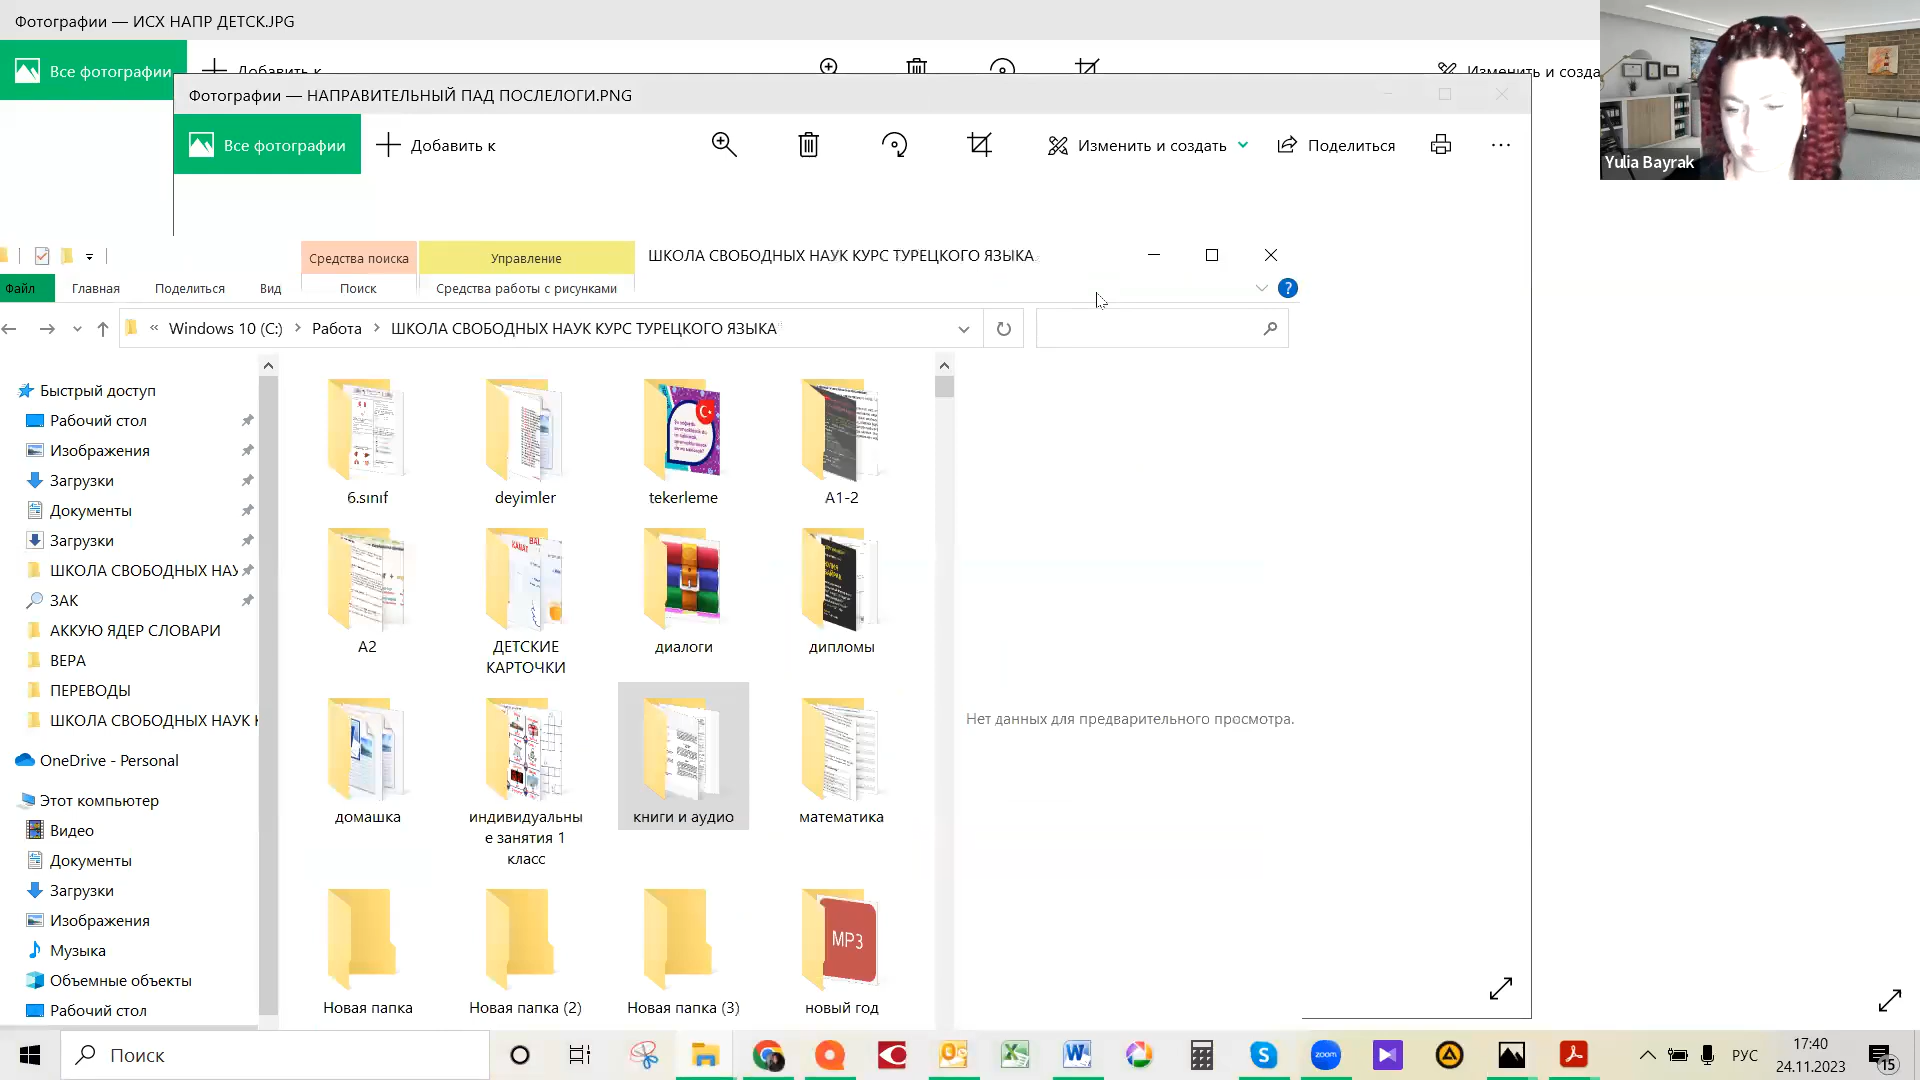 Фотографии — ИСХ НАПР ДЕТСК.JPG
Все фотографии
Добавить к
Изменить и созда
Фотографии — НАПРАВИТЕЛЬНЫЙ ПАД ПОСЛЕЛОГИ.PNG
Все фотографии
Добавить к
Изменить и создать
Поделиться
Yulia Bayrak
Средства поиска
Управление
ШКОЛА СВОБОДНЫХ НАУК КУРС ТУРЕЦКОГО ЯЗЫКА
Файл
Главная
Поделиться
Вид
Поиск
Средства работы с рисунками
Windows 10 (C:)
Работа
ШКОЛА СВОБОДНЫХ НАУК КУРС ТУРЕЦКОГО ЯЗЫКА
Быстрый доступ
Рабочий стол
Изображения
Загрузки
Документы
Загрузки
ШКОЛА СВОБОДНЫХ НАУ
ЗАК
АККУЮ ЯДЕР СЛОВАРИ
ВЕРА
ПЕРЕВОДЫ
ШКОЛА СВОБОДНЫХ НАУК К
OneDrive - Personal
Этот компьютер
Видео
Документы
Загрузки
Изображения
Музыка
Объемные объекты
Рабочий стол
6.sınıf
deyimler
tekerleme
А1-2
А2
ДЕТСКИЕ
КАРТОЧКИ
диалоги
дипломы
домашка
индивидуальны
е занятия 1
класс
книги и аудио
математика
Новая папка
Новая папка (2)
Новая папка (3)
MP3
новый год
Нет данных для предварительного просмотра.
Поиск
zoom
РУС
17:40
24.11.2023
15